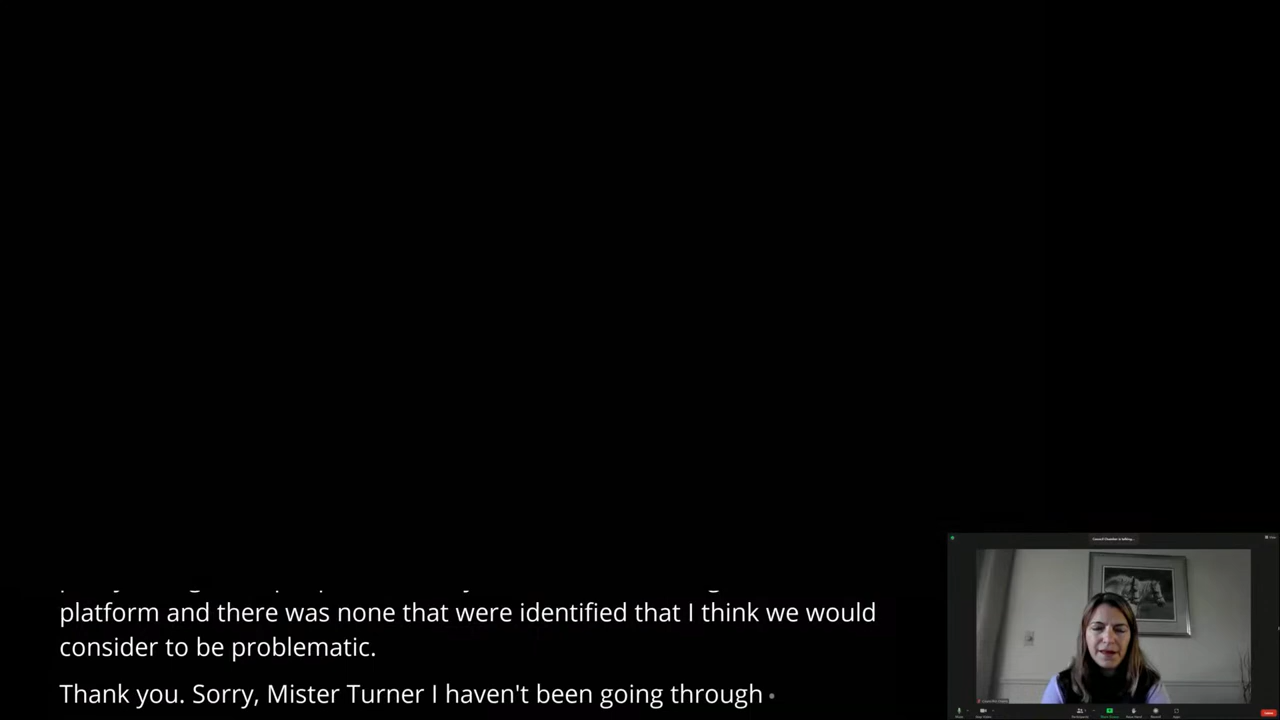 platform and there was none that were identified that I think we would
consider to be problematic.
Thank you. Sorry, Mister Turner I haven't been going through